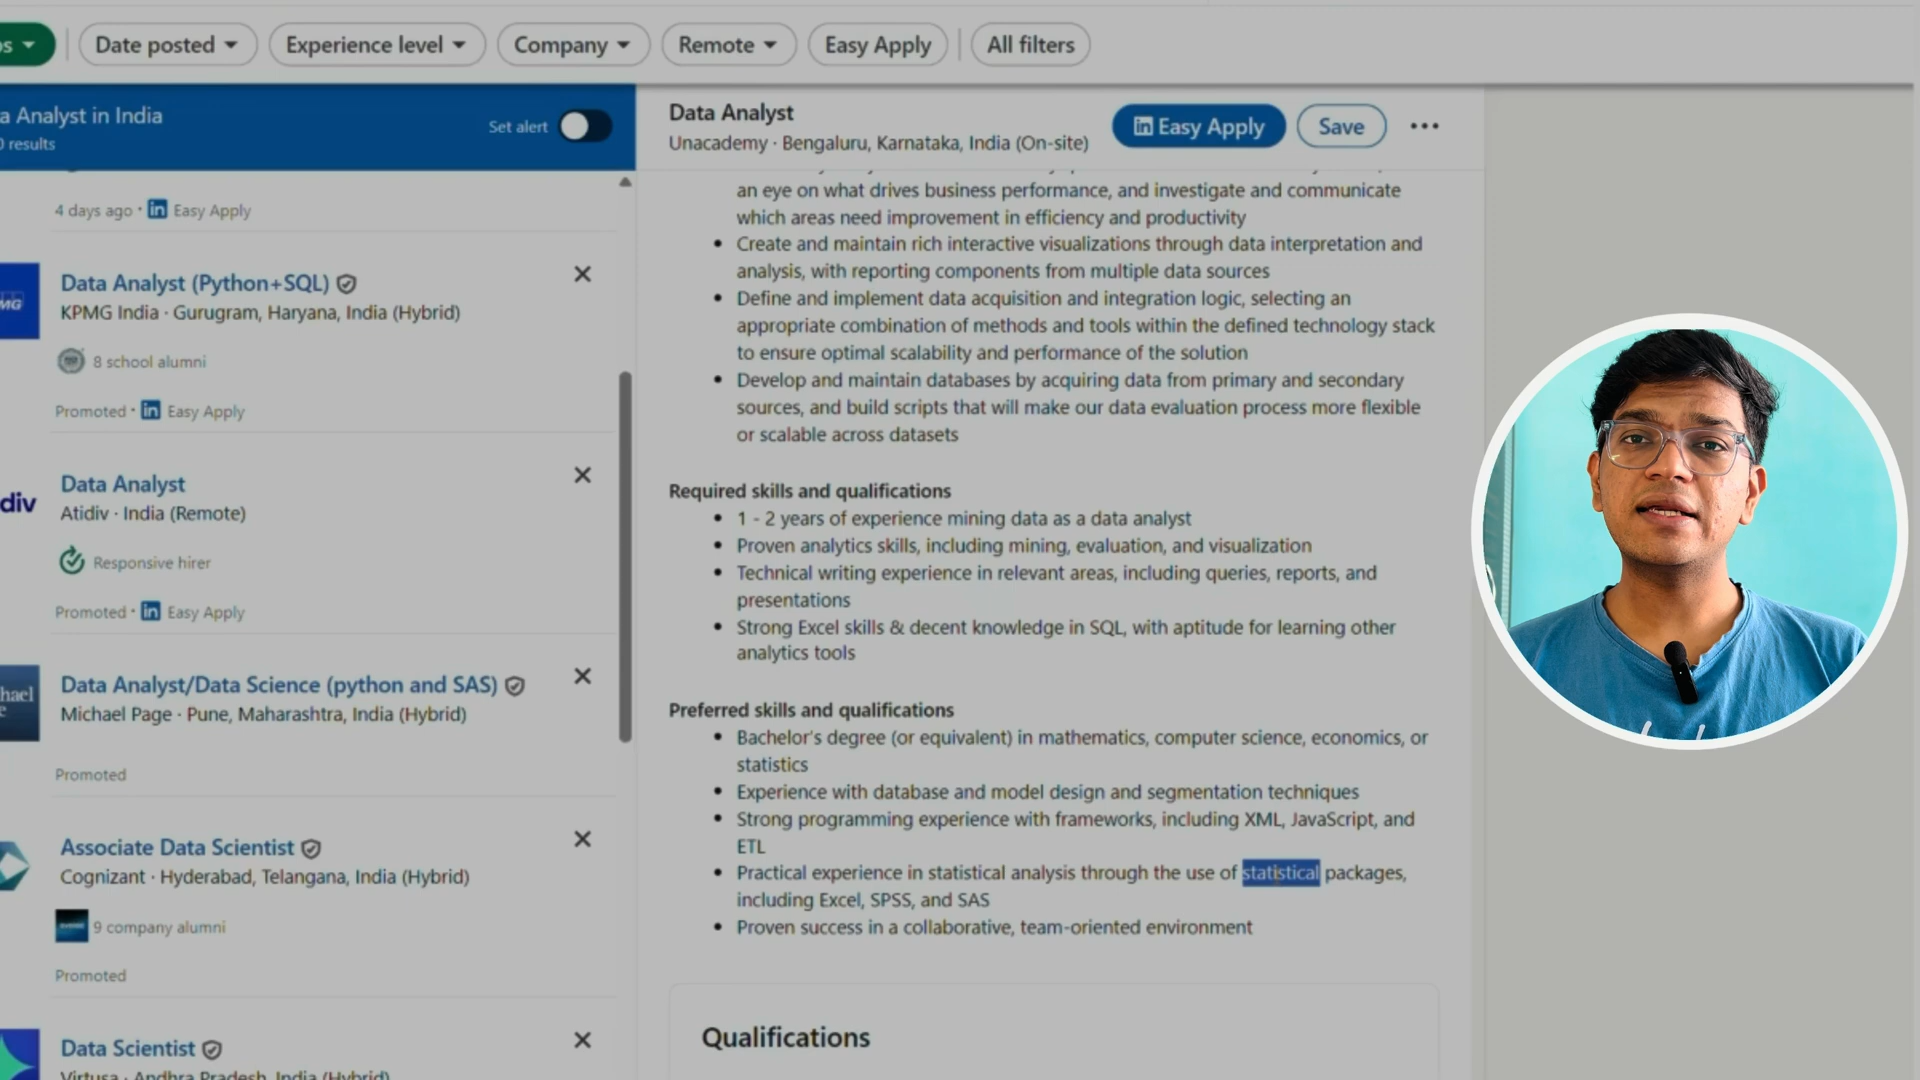 Date posted
Experience level
Company
Remote
Easy Apply
All filters
a Analyst in India
results
Set alert
4 days ago · in Easy Apply
Data Analyst (Python+SQL)
KPMG India · Gurugram, Haryana, India (Hybrid)
8 school alumni
Promoted · in Easy Apply
div
Data Analyst
Atidiv · India (Remote)
Responsive hirer
Promoted · in Easy Apply
hael
e
Data Analyst/Data Science (python and SAS)
Michael Page · Pune, Maharashtra, India (Hybrid)
Promoted
Associate Data Scientist
Cognizant · Hyderabad, Telangana, India (Hybrid)
9 company alumni
Promoted
Data Scientist
Virtusa · Andhra Pradesh, India (Hybrid)
Data Analyst
Unacademy · Bengaluru, Karnataka, India (On-site)
in Easy Apply
Save
an eye on what drives business performance, and investigate and communicate
which areas need improvement in efficiency and productivity
• Create and maintain rich interactive visualizations through data interpretation and
analysis, with reporting components from multiple data sources
• Define and implement data acquisition and integration logic, selecting an
appropriate combination of methods and tools within the defined technology stack
to ensure optimal scalability and performance of the solution
• Develop and maintain databases by acquiring data from primary and secondary
sources, and build scripts that will make our data evaluation process more flexible
or scalable across datasets
Required skills and qualifications
• 1 - 2 years of experience mining data as a data analyst
• Proven analytics skills, including mining, evaluation, and visualization
• Technical writing experience in relevant areas, including queries, reports, and
presentations
• Strong Excel skills & decent knowledge in SQL, with aptitude for learning other
analytics tools
Preferred skills and qualifications
• Bachelor's degree (or equivalent) in mathematics, computer science, economics, or
statistics
• Experience with database and model design and segmentation techniques
• Strong programming experience with frameworks, including XML, JavaScript, and
ETL
• Practical experience in statistical analysis through the use of statistical packages,
including Excel, SPSS, and SAS
• Proven success in a collaborative, team-oriented environment
Qualifications